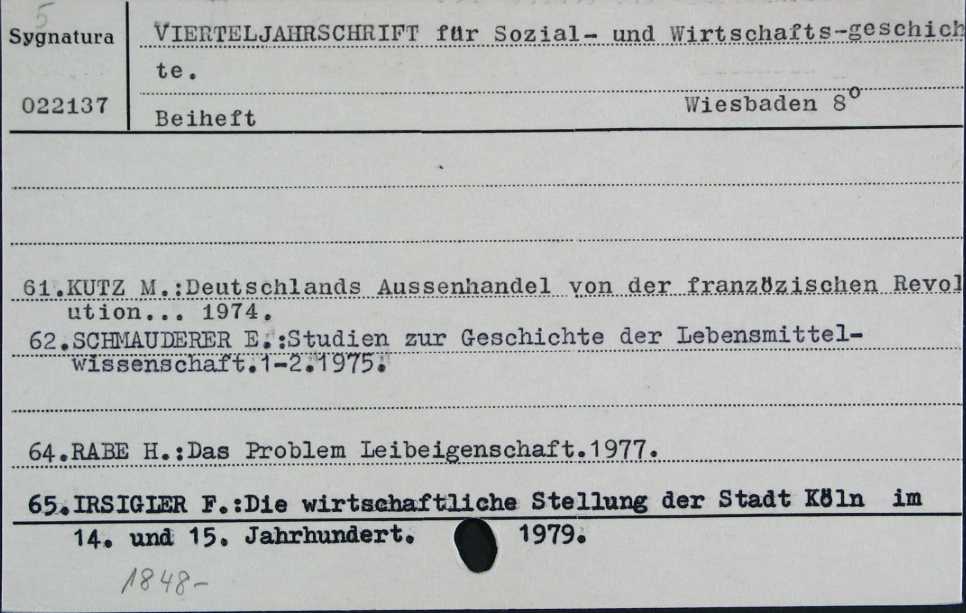 5
Sygnatura
VIERTELJAHRSCHRIFT für Sozial- und Wirtschafts-geschich
te.
022137
Beiheft Wiesbaden 8°
61.KUTZ M.:Deutschlands Aussenhandel von der französischen Revol
ution... 1974.
62.SCHMAUDERER E.:Studien zur Geschichte der Lebensmittel-
wissenschaft.1-2.1975.
64.RABE H.:Das Problem Leibeigenschaft.1977.
65.IRSIGLER F.:Die wirtschaftliche Stellung der Stadt Köln im
14. und 15. Jahrhundert. 1979.
1848-